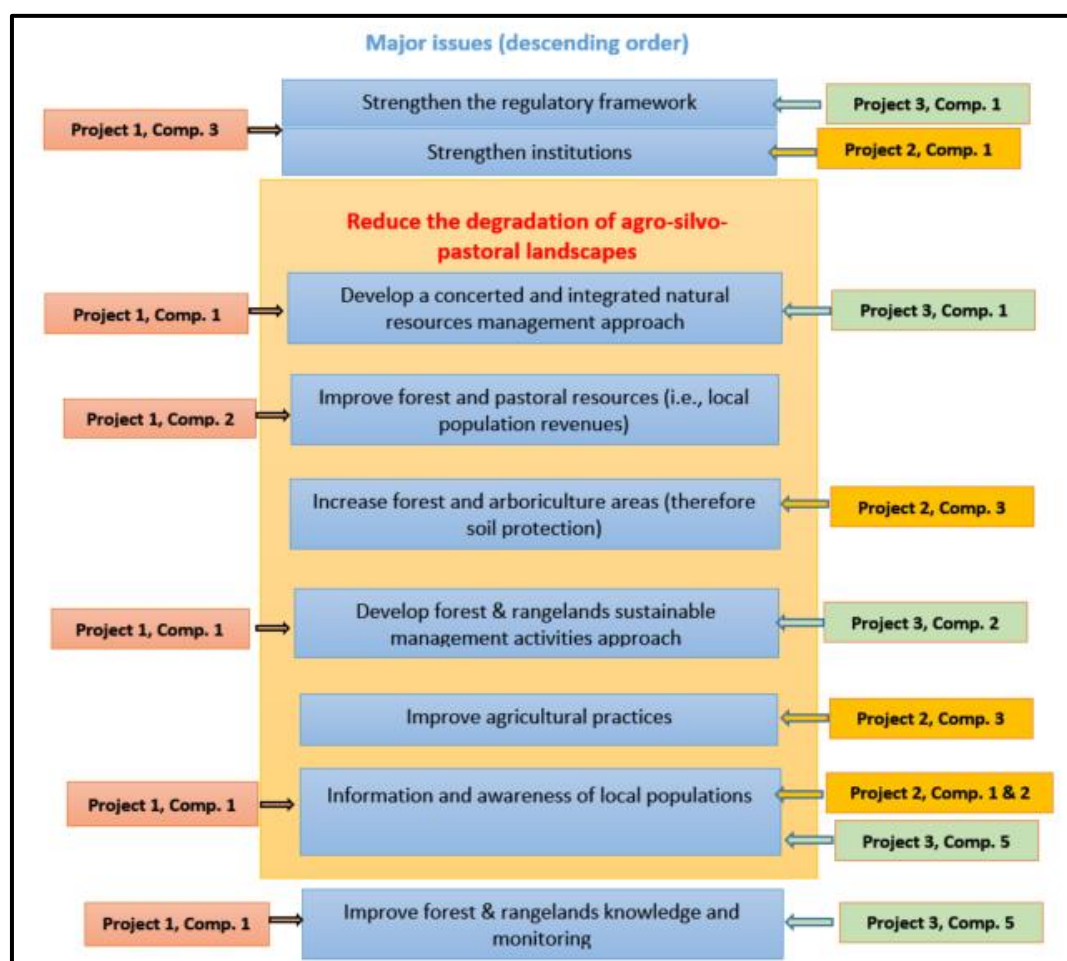 Major issues (descending order)
Strengthen the regulatory framework
Project 3, Comp. 1
Project 1, Comp. 3
Strengthen institutions
Project 2, Comp. 1
Reduce the degradation of agro-silvo-
pastoral landscapes
Project 1, Comp. 1
Develop a concerted and integrated natural
resources management approach
Project 3, Comp. 1
Project 1, Comp. 2
Improve forest and pastoral resources (i.e., local
population revenues)
Increase forest and arboriculture areas (therefore
soil protection)
Project 2, Comp. 3
Project 1, Comp. 1
Develop forest & rangelands sustainable
management activities approach
Project 3, Comp. 2
Improve agricultural practices
Project 2, Comp. 3
Project 1, Comp. 1
Information and awareness of local populations
Project 2, Comp. 1 & 2
Project 3, Comp. 5
Project 1, Comp. 1
Improve forest & rangelands knowledge and
monitoring
Project 3, Comp. 5